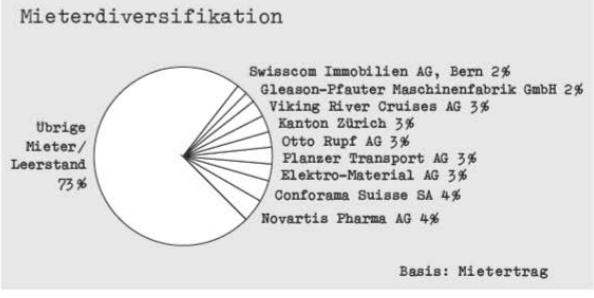 Mieterdiversifikation
Swisscom Immobilien AG, Bern 2%
Gleason-Pfauter Maschinenfabrik GmbH 2%
Viking River Cruises AG 3%
Kanton Zürich 3%
Otto Rupf AG 3%
Planzer Transport AG 3%
Elektro-Material AG 3%
Conforama Suisse SA 4%
Novartis Pharma AG 4%
Übrige
Mieter/
Leerstand
73%
Basis: Mietertrag